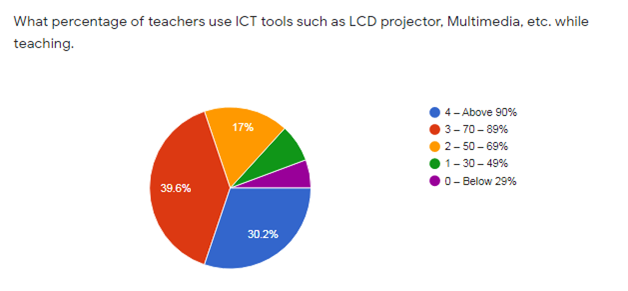 What percentage of teachers use ICT tools such as LCD projector, Multimedia, etc. while
teaching.
17%
39.6%
30.2%
4 – Above 90%
3 – 70 – 89%
2 – 50 – 69%
1 – 30 – 49%
0 – Below 29%